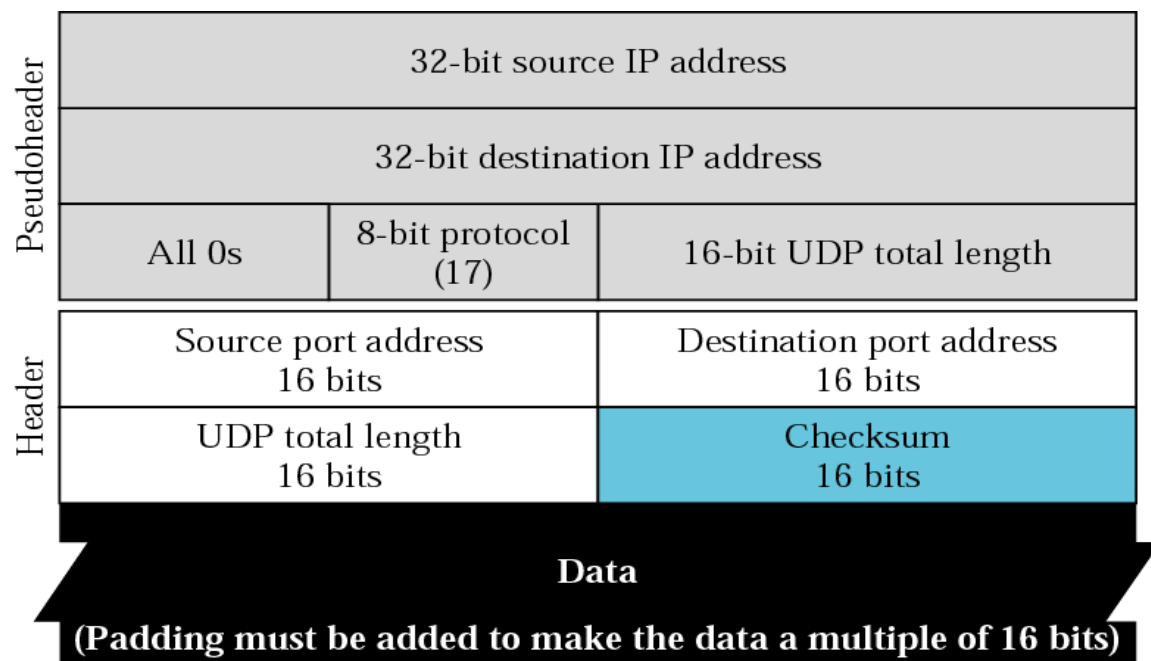 Pseudoheader
32-bit source IP address
32-bit destination IP address
All 0s
8-bit protocol
(17)
16-bit UDP total length
Header
Source port address
16 bits
Destination port address
16 bits
UDP total length
16 bits
Checksum
16 bits
Data
(Padding must be added to make the data a multiple of 16 bits)